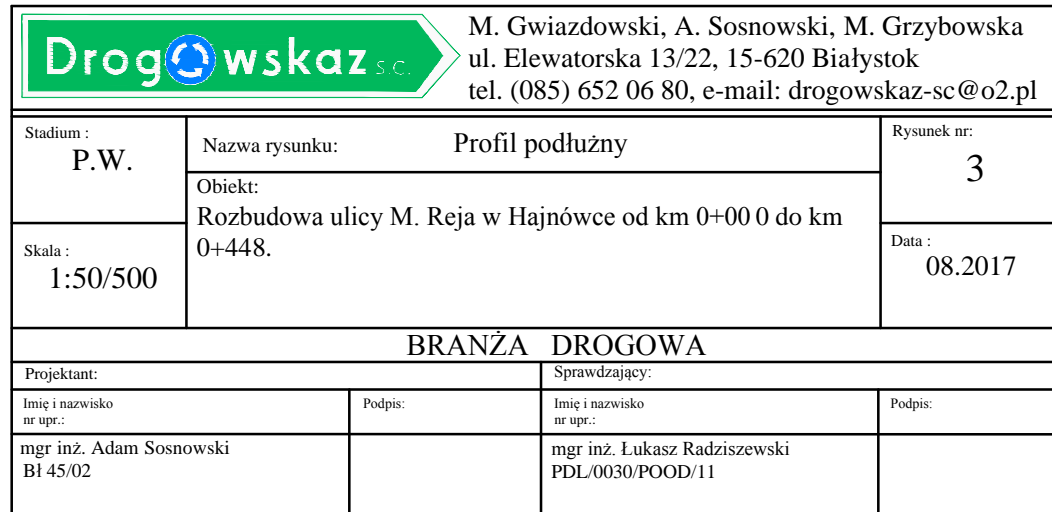 Drogowskaz s.c.
M. Gwiazdowski, A. Sosnowski, M. Grzybowska
ul. Elewatorska 13/22, 15-620 Białystok
tel. (085) 652 06 80, e-mail: drogowskaz-sc@o2.pl
Stadium :
P.W.
Nazwa rysunku: Profil podłużny
Rysunek nr:
3
Obiekt:
Rozbudowa ulicy M. Reja w Hajnówce od km 0+00 0 do km
0+448.
Skala :
1:50/500
Data :
08.2017
BRANŻA DROGOWA
Projektant:
Sprawdzający:
Imię i nazwisko
nr upr.:
Podpis:
Imię i nazwisko
nr upr.:
Podpis:
mgr inż. Adam Sosnowski
Bł 45/02
mgr inż. Łukasz Radziszewski
PDL/0030/POOD/11